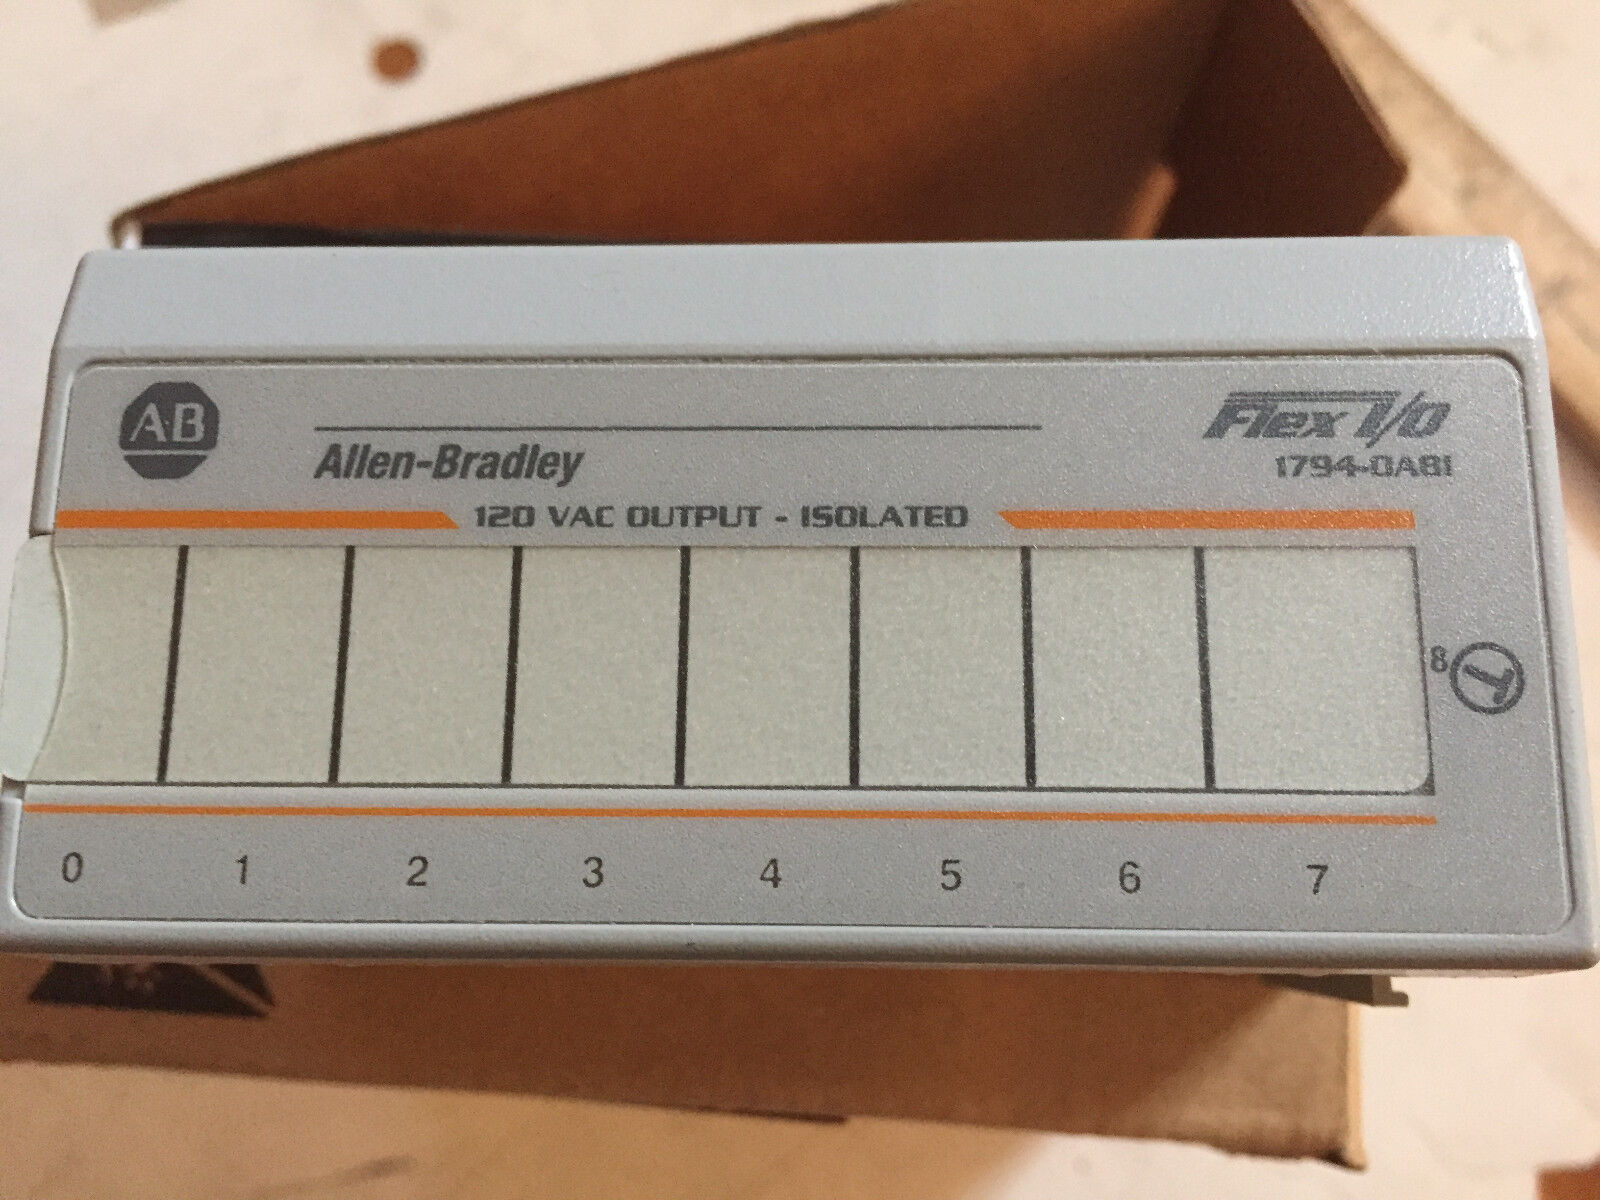 AB
Allen-Bradley
Flex I/O
1794-OA8I
120 VAC OUTPUT - ISOLATED
8
0 1 2 3 4 5 6 7